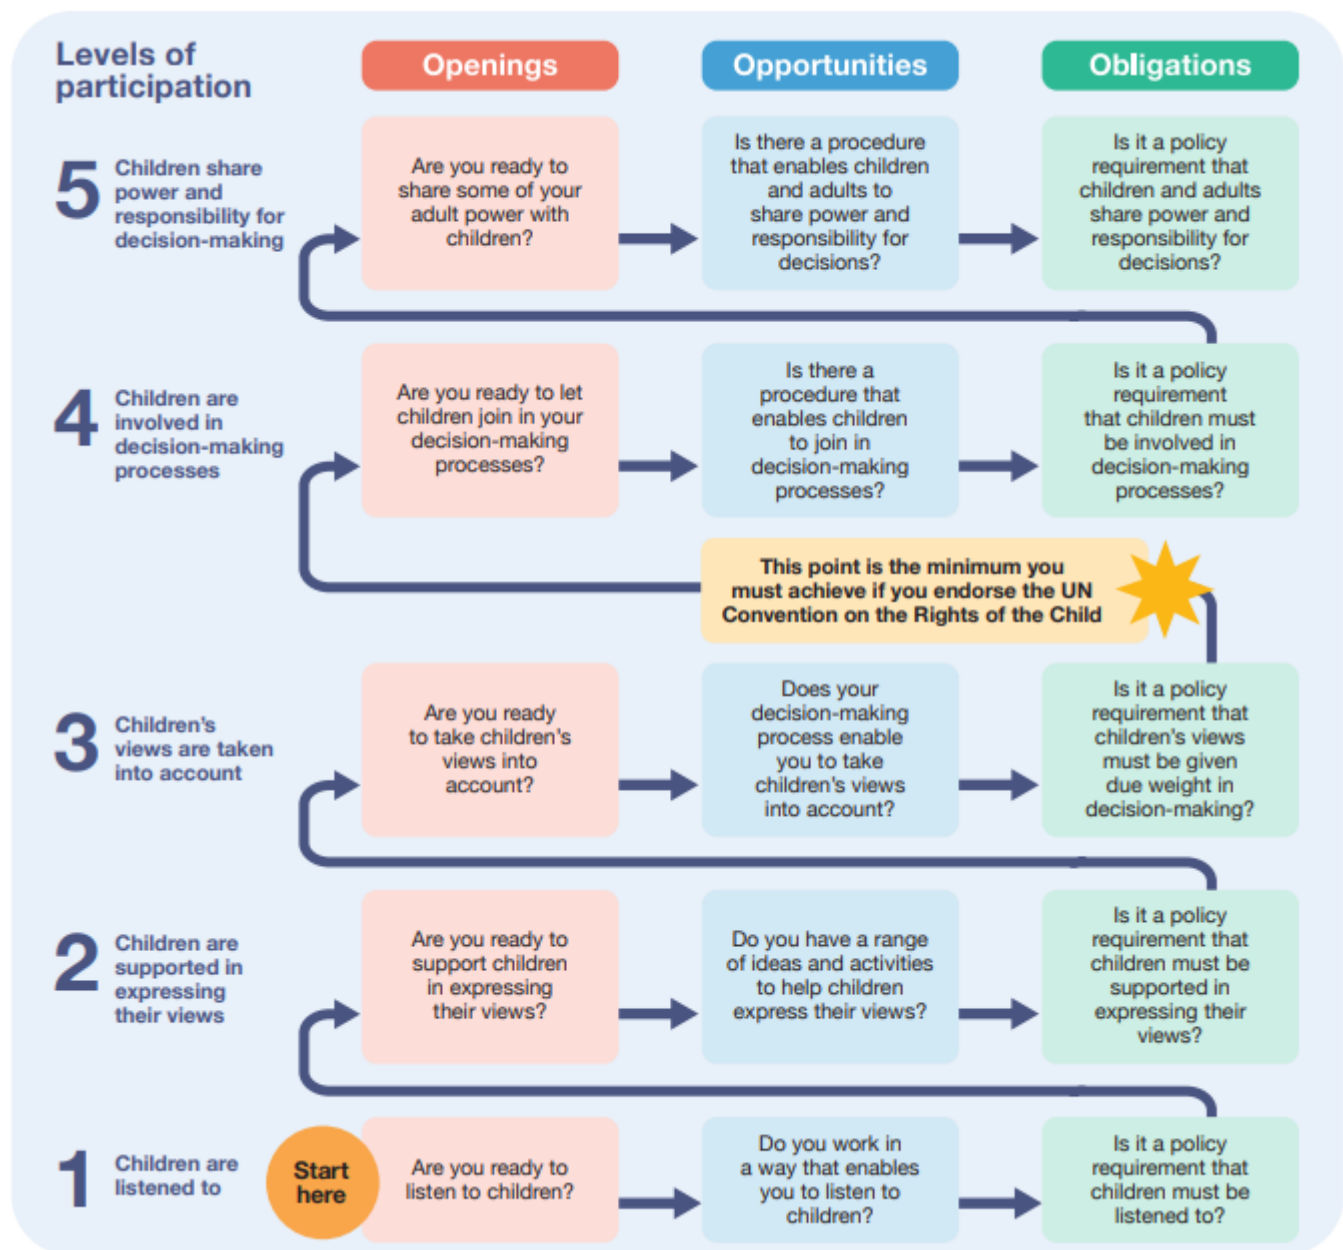 Levels of
participation
Openings
Opportunities
Obligations
5
Children share
power and
responsibility for
decision-making
Are you ready to
share some of your
adult power with
children?
Is there a procedure
that enables children
and adults to
share power and
responsibility for
decisions?
Is it a policy
requirement that
children and adults
share power and
responsibility for
decisions?
4
Children are
involved in
decision-making
processes
Are you ready to let
children join in your
decision-making
processes?
Is there a
procedure that
enables children
to join in
decision-making
processes?
Is it a policy
requirement
that children must
be involved in
decision-making
processes?
This point is the minimum you
must achieve if you endorse the UN
Convention on the Rights of the Child
3
Children's
views are taken
into account
Are you ready
to take children's
views into
account?
Does your
decision-making
process enable
you to take
children's views
into account?
Is it a policy
requirement that
children's views
must be given
due weight in
decision-making?
2
Children are
supported in
expressing
their views
Are you ready to
support children
in expressing
their views?
Do you have a range
of ideas and activities
to help children
express their views?
Is it a policy
requirement that
children must be
supported in
expressing their
views?
1
Children are
listened to
Start
here
Are you ready to
listen to children?
Do you work in
a way that enables
you to listen to
children?
Is it a policy
requirement that
children must be
listened to?